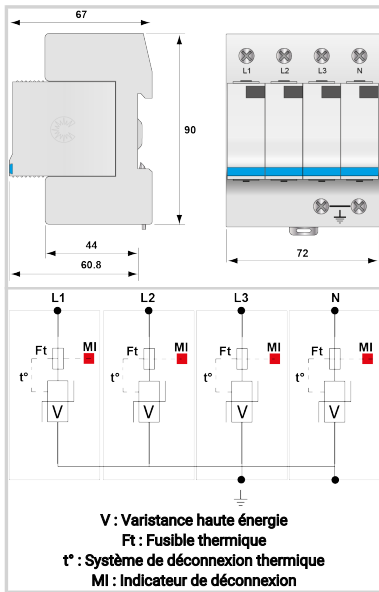 67
L1 L2 L3 N
90
44
60.8
72
L1 L2 L3 N
Ft MI Ft MI Ft MI Ft MI
t° t° t° t°
V V V V
V : Varistance haute énergie
Ft : Fusible thermique
t° : Système de déconnexion thermique
MI : Indicateur de déconnexion